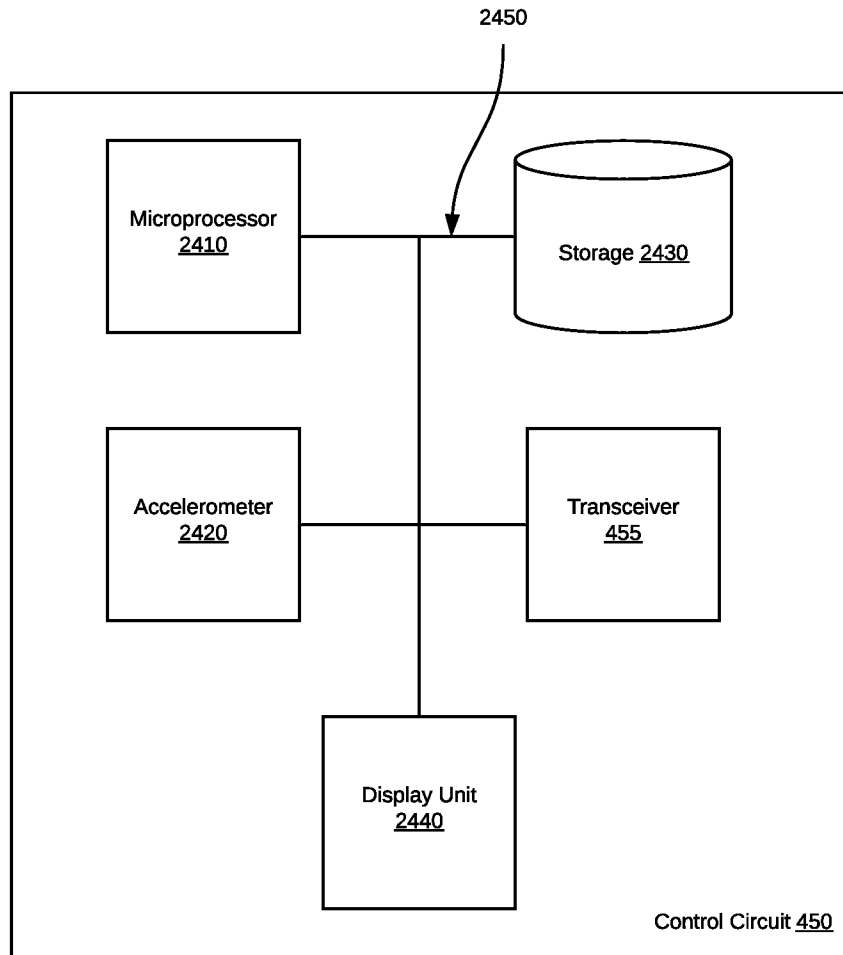 2450
Microprocessor
2410
Storage 2430
Accelerometer
2420
Transceiver
455
Display Unit
2440
Control Circuit 450